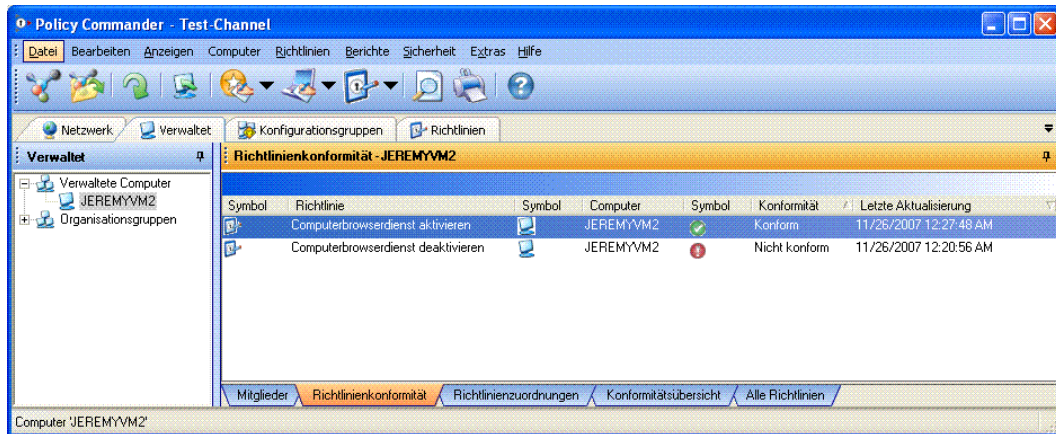 Policy Commander - Test-Channel
Datei Bearbeiten Anzeigen Computer Richtlinien Berichte Sicherheit Extras Hilfe
Netzwerk Verwaltet Konfigurationsgruppen Richtlinien
Verwaltet
Richtlinienkonformität - JEREMYVM2
Verwaltete Computer
JEREMYVM2
Organisationsgruppen
Symbol Richtlinie Symbol Computer Symbol Konformität Letzte Aktualisierung
Computerbrowserdienst aktivieren JEREMYVM2 Konform 11/26/2007 12:27:48 AM
Computerbrowserdienst deaktivieren JEREMYVM2 Nicht konform 11/26/2007 12:20:56 AM
Mitglieder Richtlinienkonformität Richtlinienzuordnungen Konformitätsübersicht Alle Richtlinien
Computer 'JEREMYVM2'